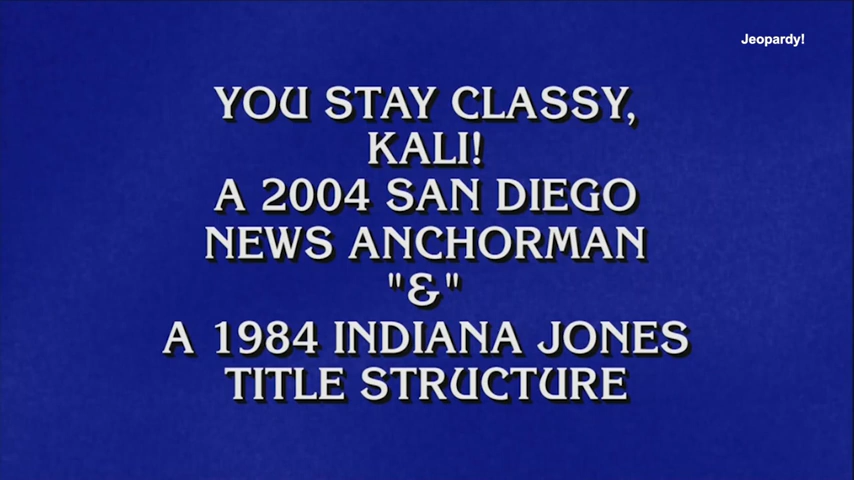 Jeopardy!
YOU STAY CLASSY,
KALI!
A 2004 SAN DIEGO
NEWS ANCHORMAN
"&"
A 1984 INDIANA JONES
TITLE STRUCTURE